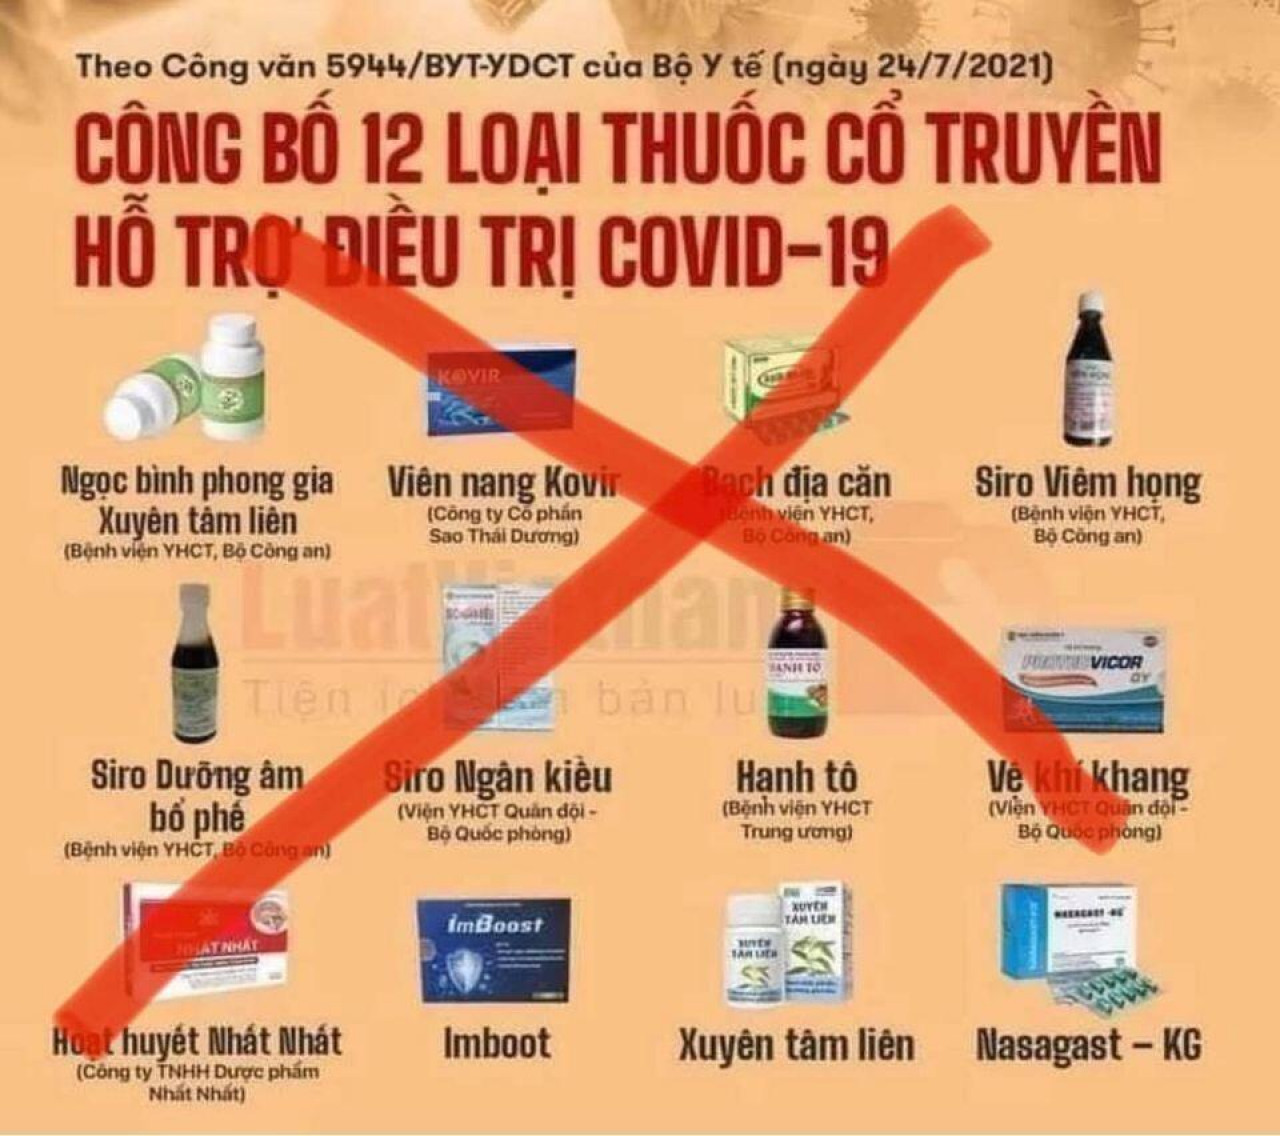 Theo Công văn 5944/BYT-YDCT của Bộ Y tế (ngày 24/7/2021)
CÔNG BỐ 12 LOẠI THUỐC CỔ TRUYỀN
HỖ TRỢ ĐIỀU TRỊ COVID-19
KOVIR
Ngọc bình phong gia
Xuyên tâm liên
(Bệnh viện YHCT, Bộ Công an)
Viên nang Kovir
(Công ty Cổ phần
Sao Thái Dương)
Bạch địa căn
(Bệnh viện YHCT,
Bộ Công an)
Siro Viêm họng
(Bệnh viện YHCT,
Bộ Công an)
LuatVietnam
HẠNH TÔ
VICOR
Siro Dưỡng âm
bổ phế
(Bệnh viện YHCT, Bộ Công an)
Siro Ngân kiều
(Viện YHCT Quân đội -
Bộ Quốc phòng)
Hạnh tô
(Bệnh viện YHCT
Trung ương)
Vệ khí khang
(Viện YHCT Quân đội -
Bộ Quốc phòng)
NHẤT NHẤT
imBoost
XUYÊN
TÂM LIÊN
XUYÊN
TÂM LIÊN
NASAGAST -KG
Hoạt huyết Nhất Nhất
(Công ty TNHH Dược phẩm
Nhất Nhất)
Imboot
Xuyên tâm liên
Nasagast – KG